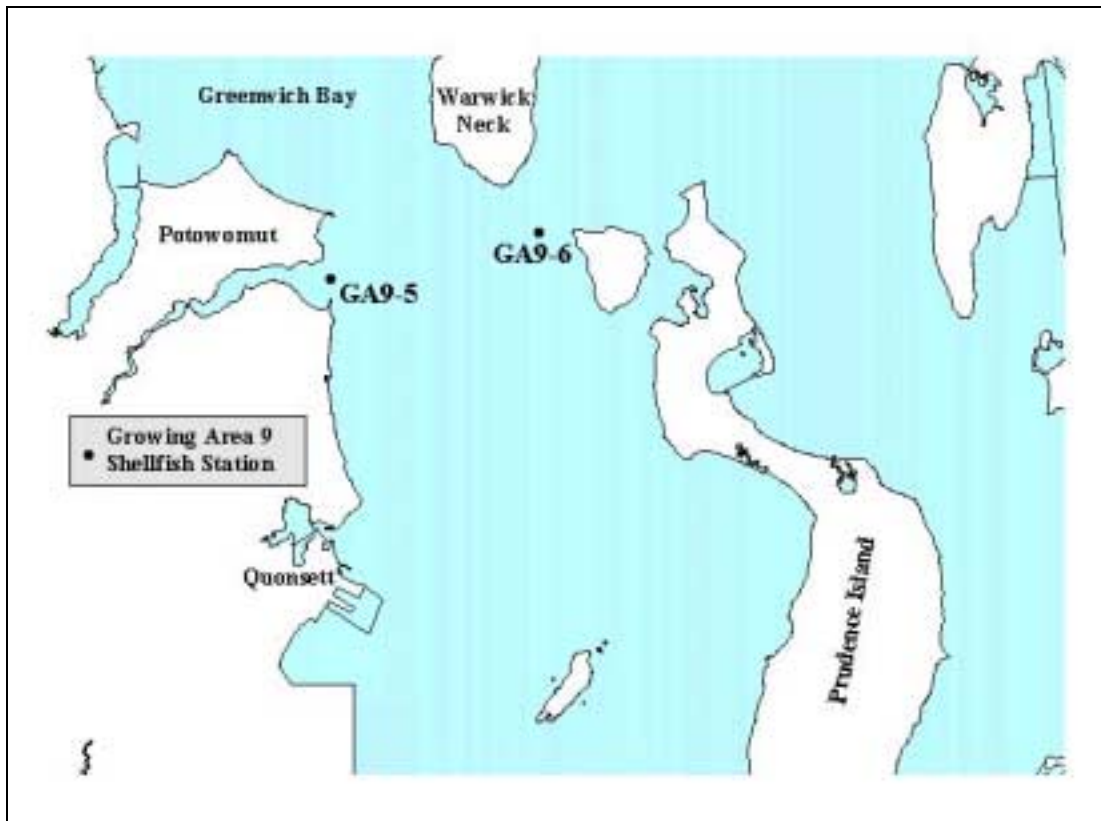 Greenwich Bay
Warwick
Neck
Potowomut
GA9-6
GA9-5
Growing Area 9
Shellfish Station
Quonsett
Prudence Island